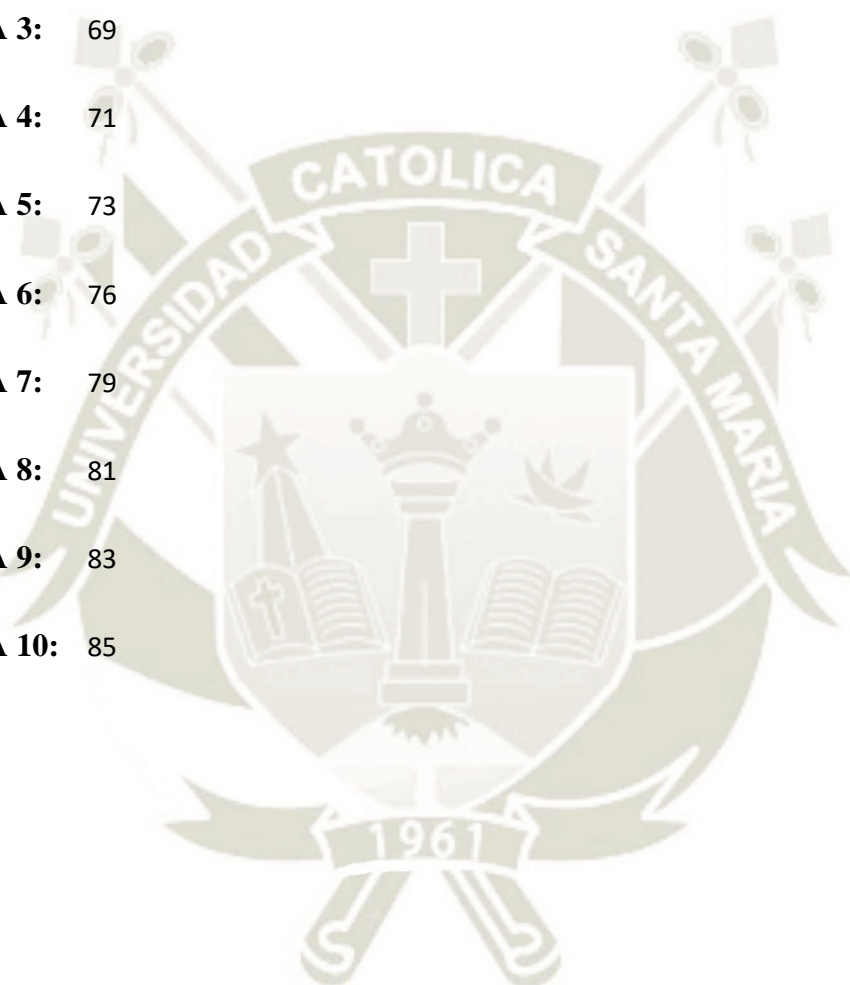 A 3: 69
A 4: 71
CATOLICA
A 5: 73
UNIVERSIDAD
SANTA MARIA
A 6: 76
A 7: 79
A 8: 81
A 9: 83
A 10: 85
1961